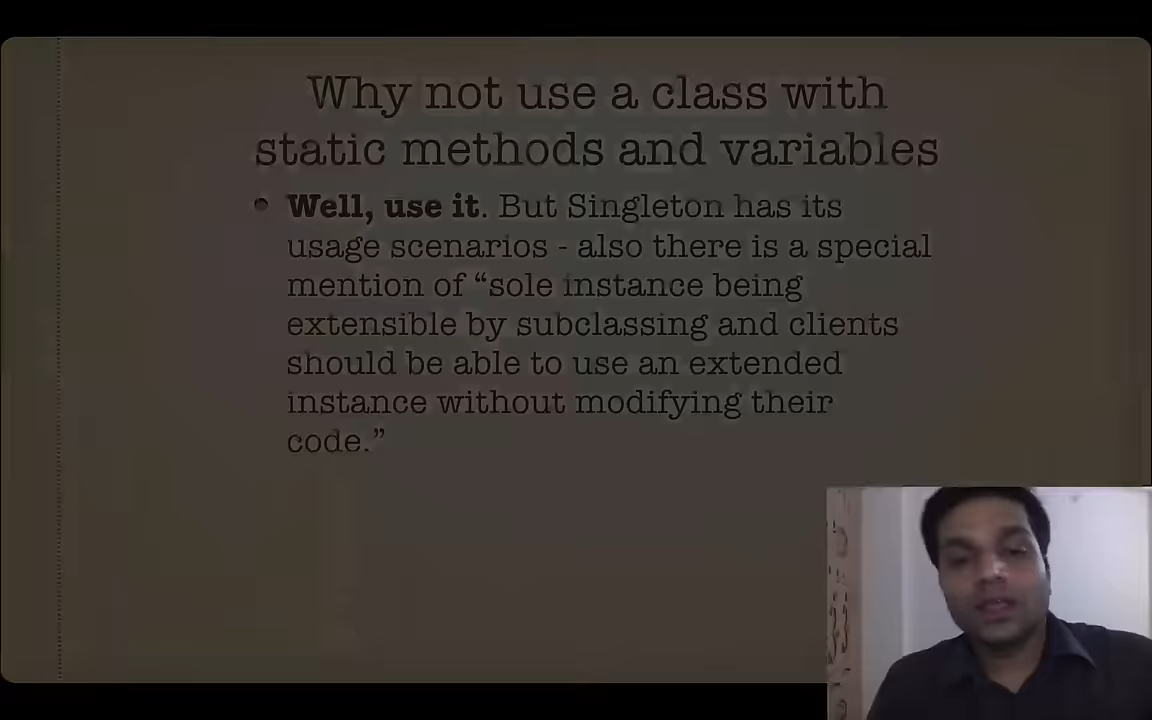 Why not use a class with
static methods and variables
• Well, use it. But Singleton has its
usage scenarios - also there is a special
mention of “sole instance being
extensible by subclassing and clients
should be able to use an extended
instance without modifying their
code.”